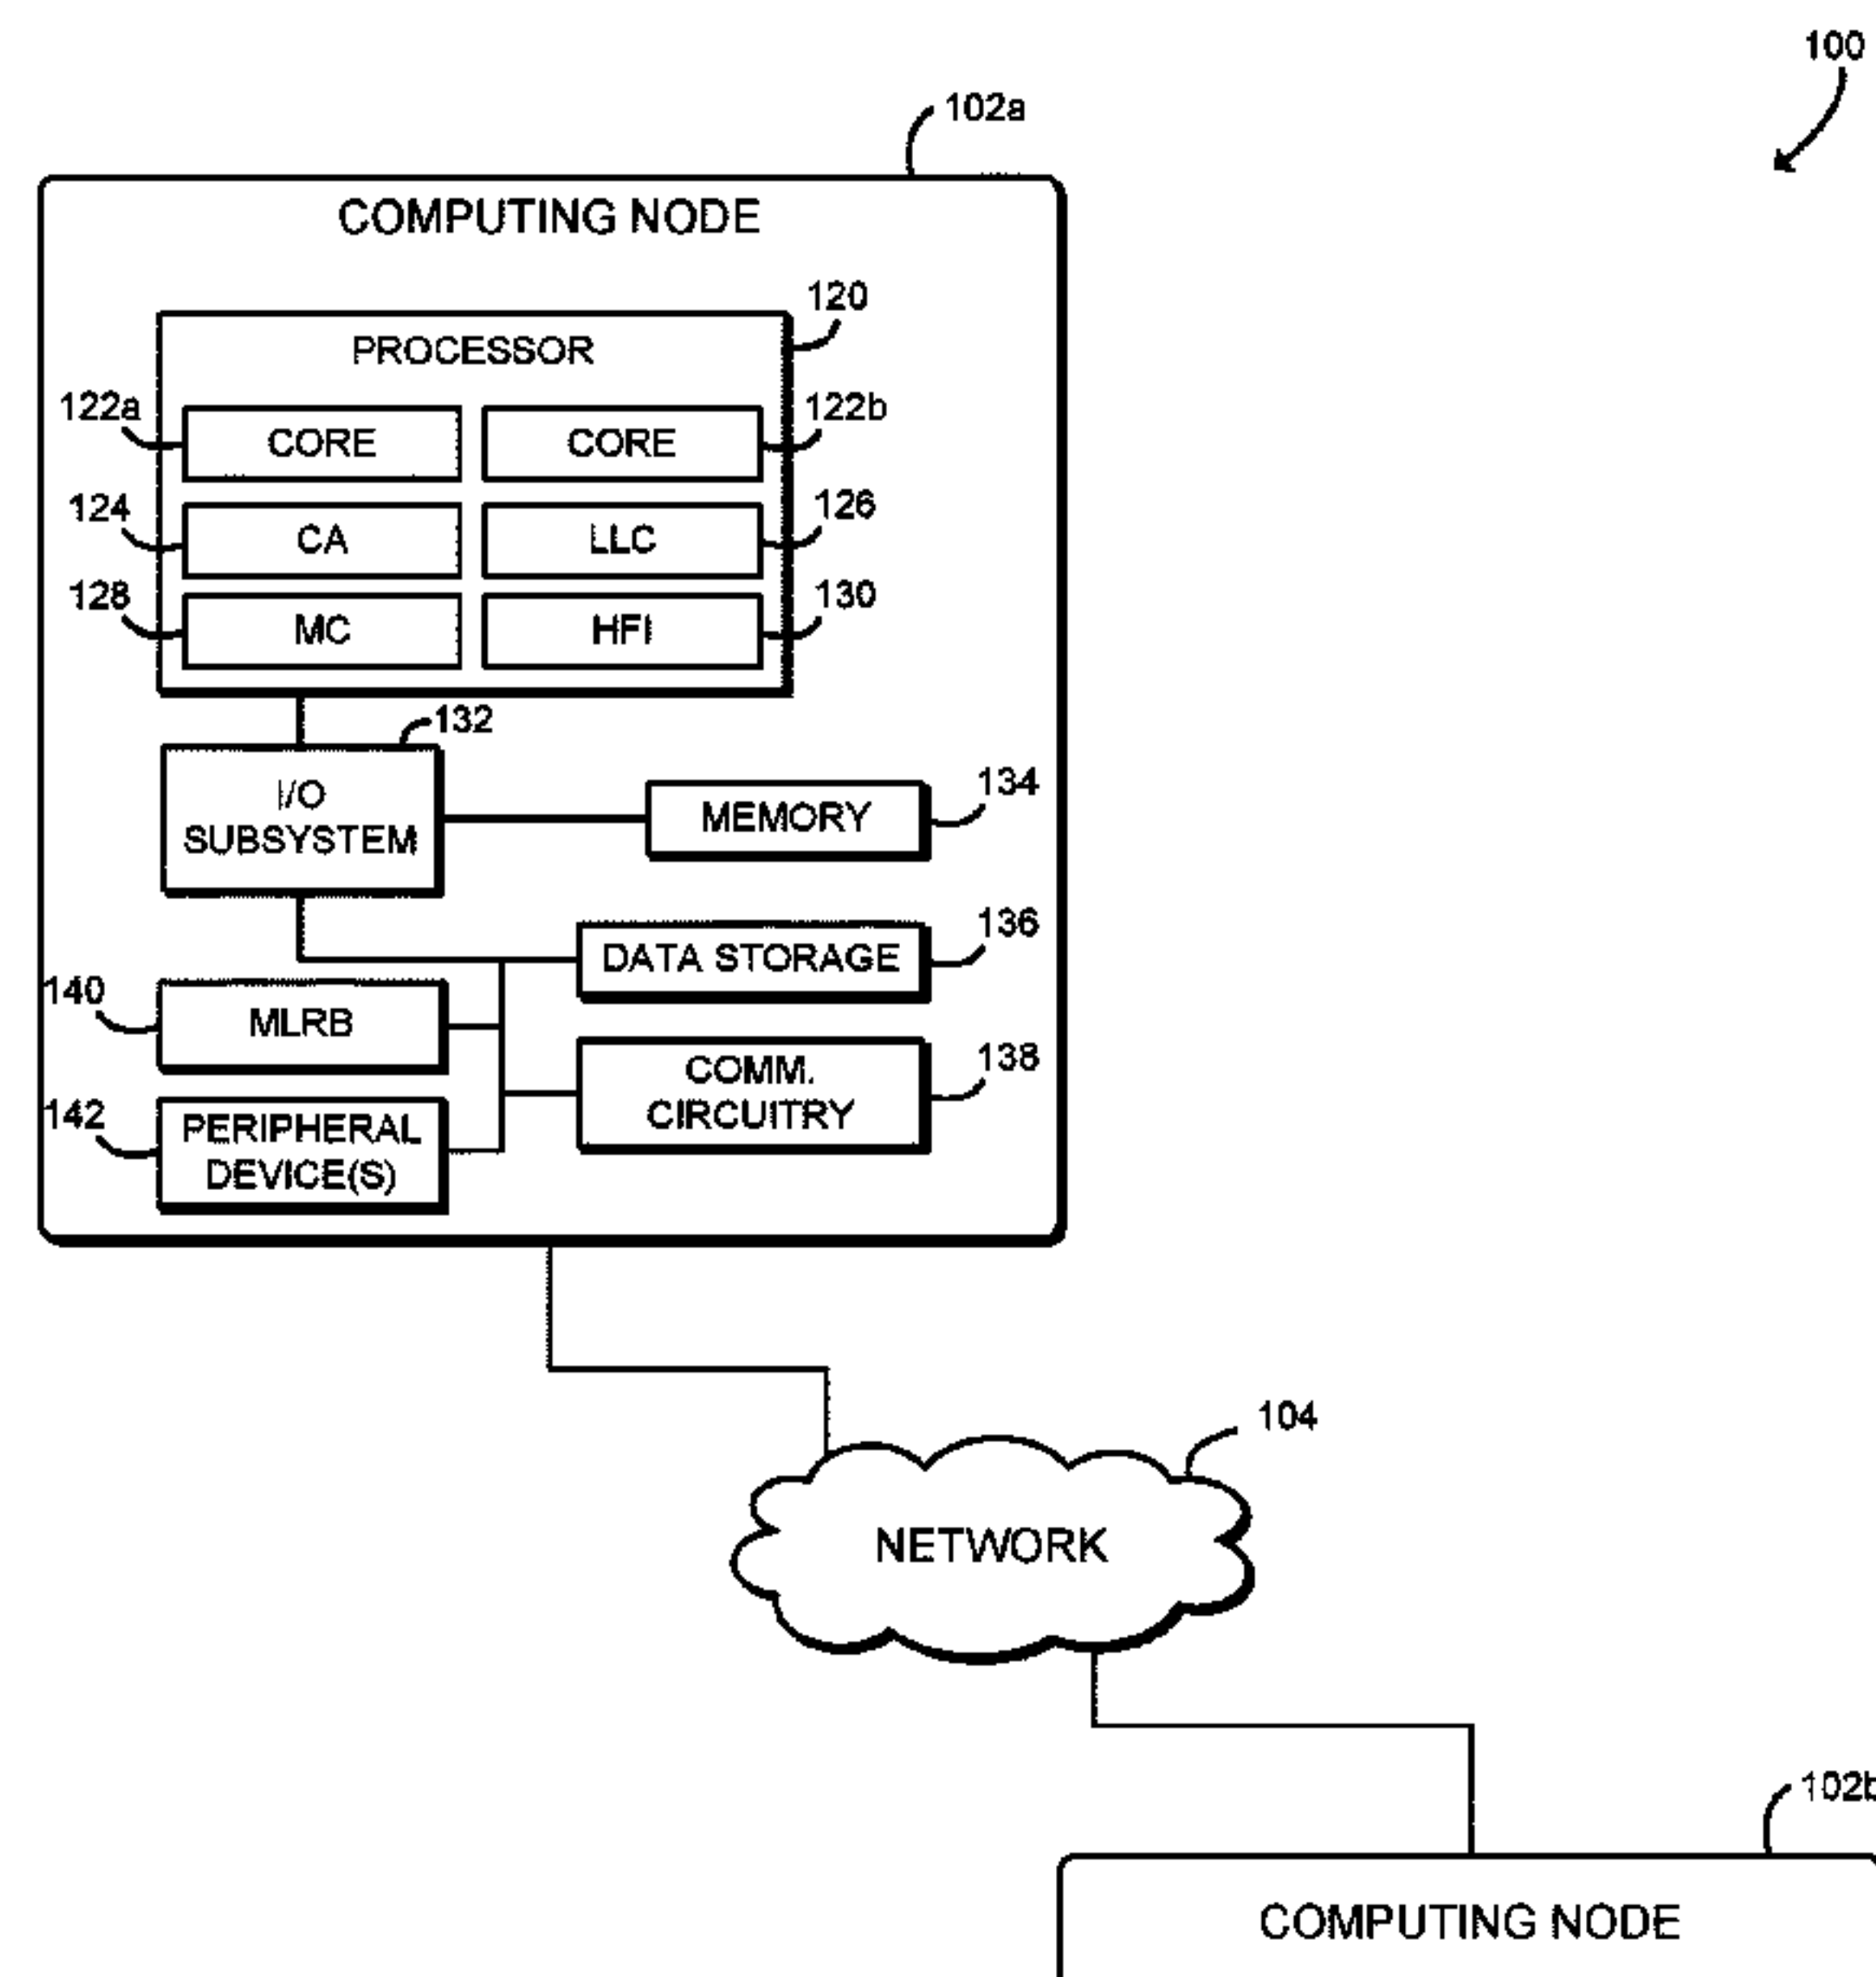 100
102a
COMPUTING NODE
120
PROCESSOR
122a
CORE
CORE
122b
124
CA
LLC
126
128
MC
HFI
130
132
I/O
SUBSYSTEM
MEMORY
134
DATA STORAGE
136
140
MLRB
COMM.
CIRCUITRY
138
142
PERIPHERAL
DEVICE(S)
104
NETWORK
102b
COMPUTING NODE